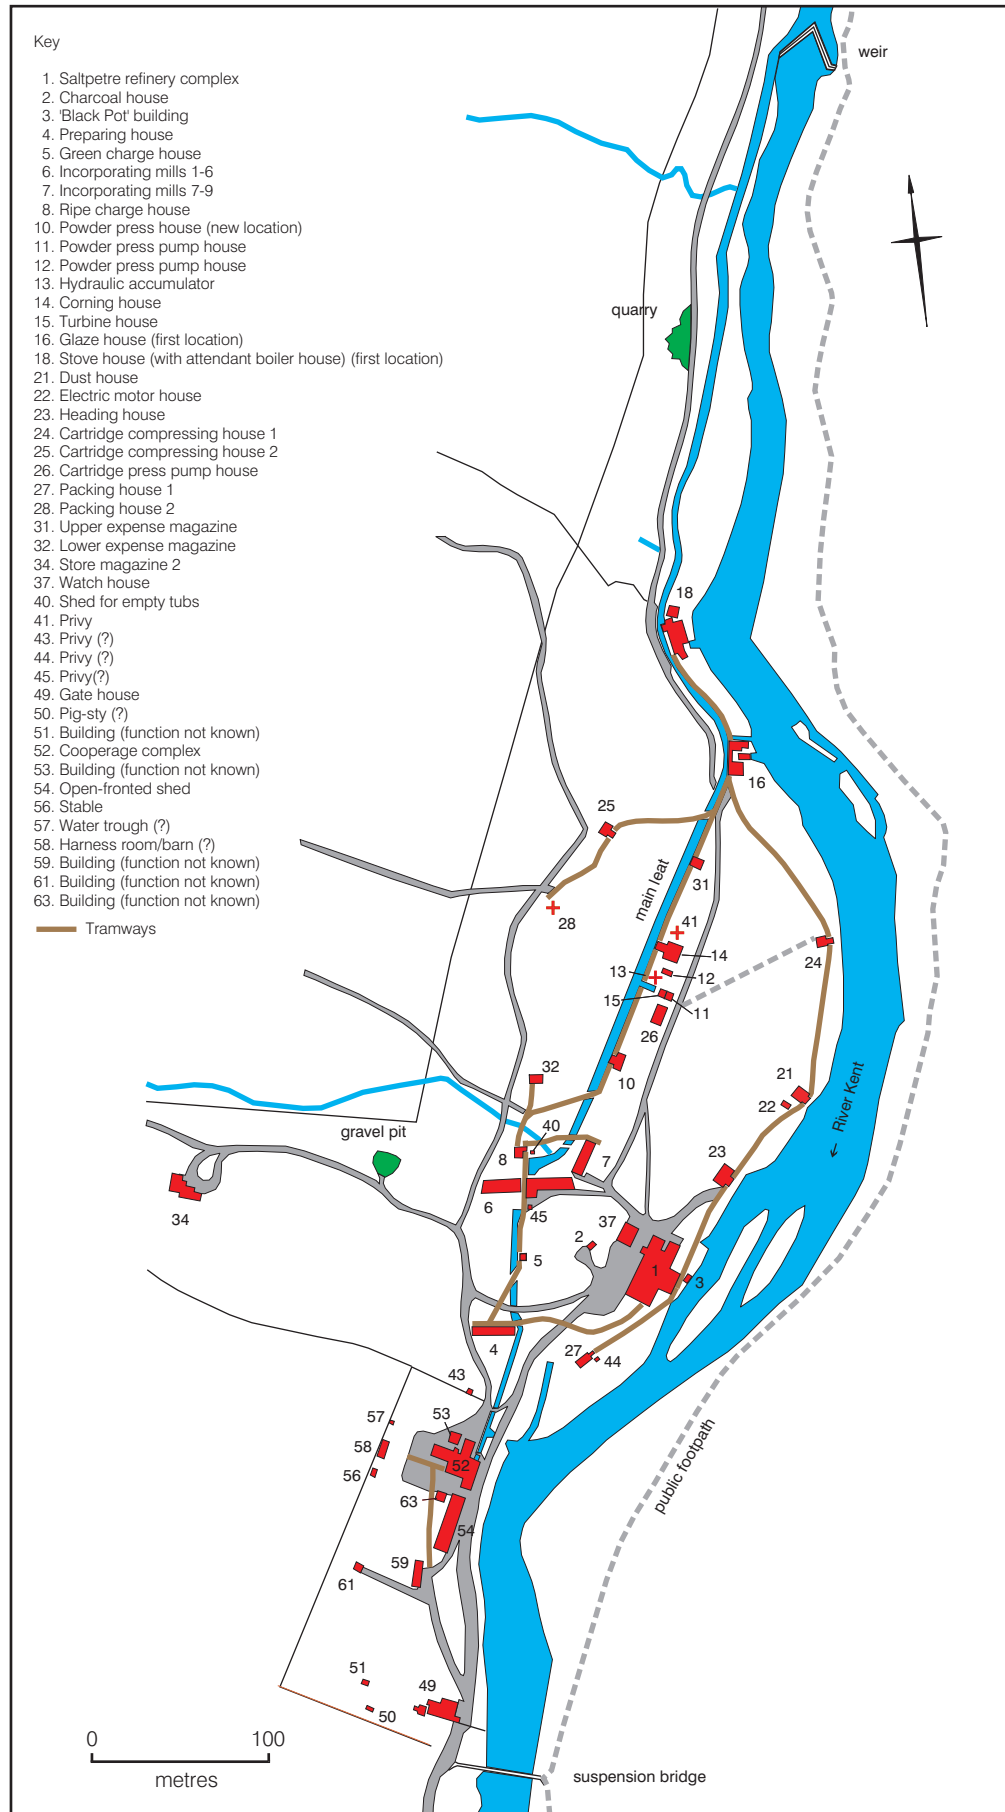 Key
1. Saltpetre refinery complex
2. Charcoal house
3. 'Black Pot' building
4. Preparing house
5. Green charge house
6. Incorporating mills 1-6
7. Incorporating mills 7-9
8. Ripe charge house
10. Powder press house (new location)
11. Powder press pump house
12. Powder press pump house
13. Hydraulic accumulator
14. Corning house
15. Turbine house
16. Glaze house (first location)
18. Stove house (with attendant boiler house) (first location)
21. Dust house
22. Electric motor house
23. Heading house
24. Cartridge compressing house 1
25. Cartridge compressing house 2
26. Cartridge press pump house
27. Packing house 1
28. Packing house 2
31. Upper expense magazine
32. Lower expense magazine
34. Store magazine 2
37. Watch house
40. Shed for empty tubs
41. Privy
43. Privy (?)
44. Privy (?)
45. Privy(?)
49. Gate house
50. Pig-sty (?)
51. Building (function not known)
52. Cooperage complex
53. Building (function not known)
54. Open-fronted shed
56. Stable
57. Water trough (?)
58. Harness room/barn (?)
59. Building (function not known)
61. Building (function not known)
63. Building (function not known)
Tramways
weir
quarry
18
16
25
31
main leat
28
41
14
24
13
12
15
11
26
10
32
21
22
River Kent
gravel pit
40
8
7
23
34
6
45
37
2
5
1
3
4
27
44
43
57
53
58
52
56
public footpath
63
54
59
61
51
49
50
0
100
metres
suspension bridge